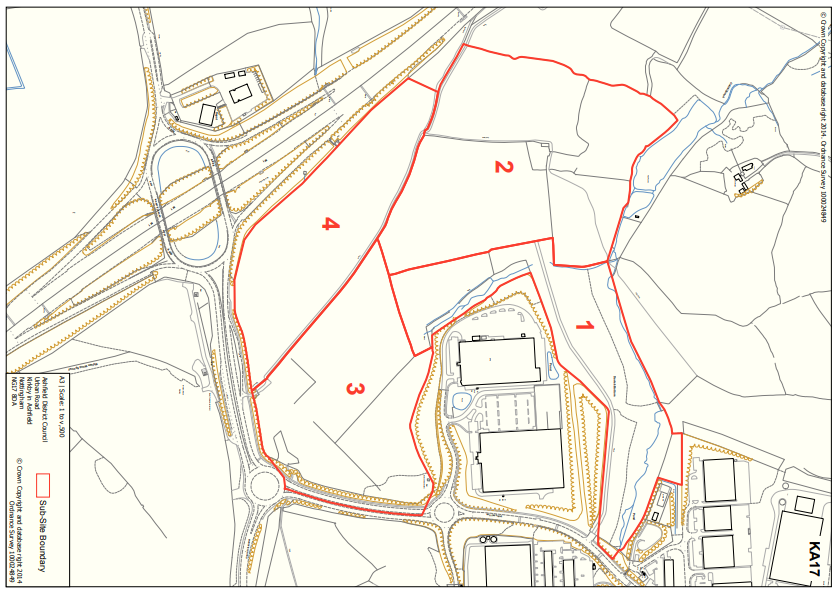 © Crown Copyright and database right 2014. Ordnance Survey 100024849
2
4
1
3
KA17
A3 | Scale: 1 to v,500
Ashfield District Council
Urban Road
Kirkby in Ashfield
Nottingham
NG17 8DA
Sub-Site Boundary
© Crown Copyright and database right 2014
Ordnance Survey 100024849